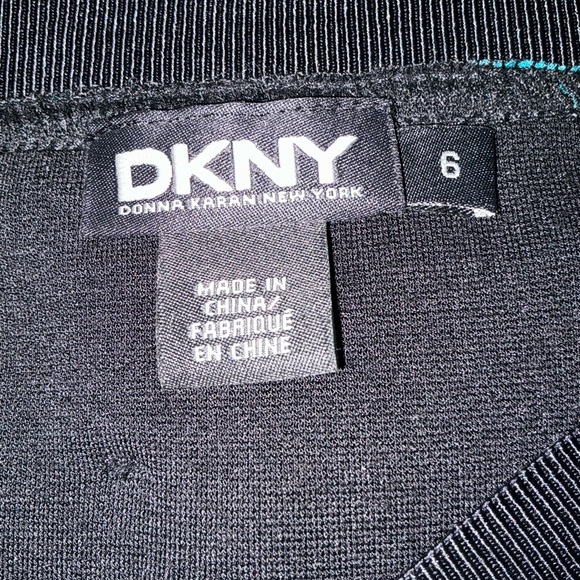 DKNY
DONNA KARAN NEW YORK
6
MADE IN
CHINA/
FABRIQUÉ
EN CHINE